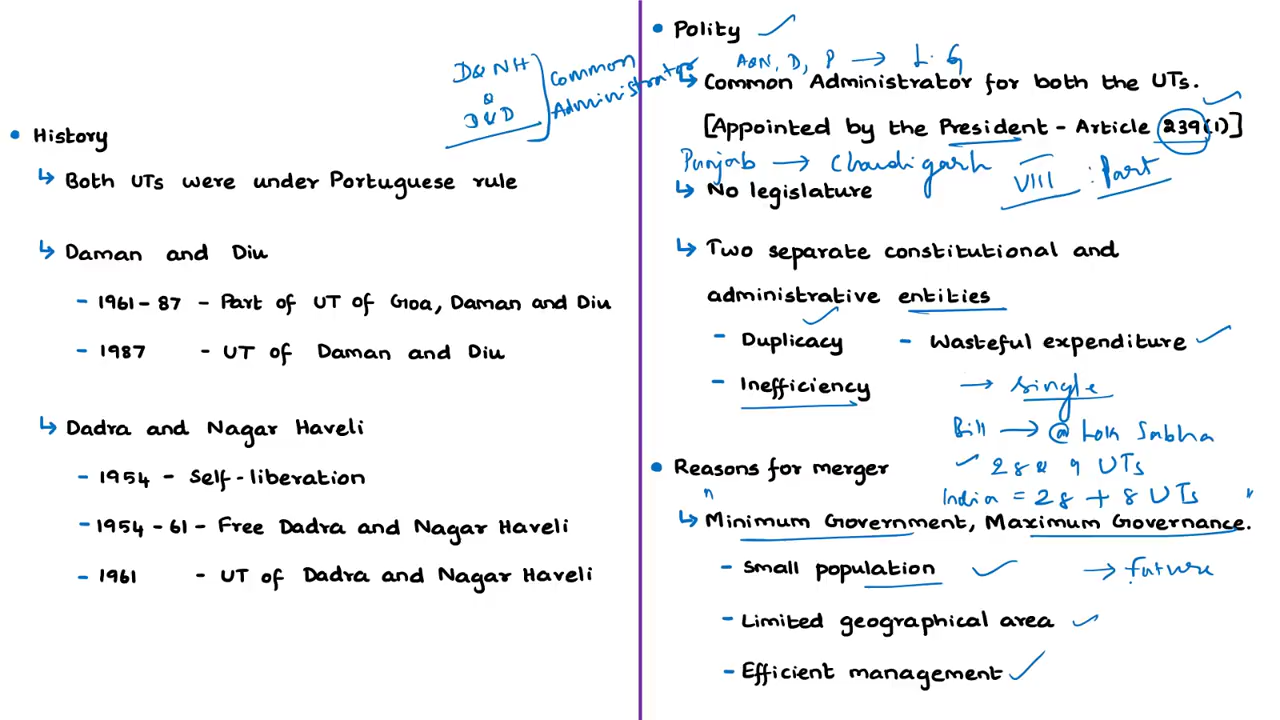 D& NH
&
D & D
Common
Administrator
• History
↳ Both UTs were under Portuguese rule
↳ Daman and Diu
- 1961-87 - Part of UT of Goa, Daman and Diu
- 1987 - UT of Daman and Diu
↳ Dadra and Nagar Haveli
- 1954 - Self-liberation
- 1954-61 - Free Dadra and Nagar Haveli
- 1961 - UT of Dadra and Nagar Haveli
• Polity
A&N, D, P → L.G
↳ Common Administrator for both the UTs.
[Appointed by the President - Article 239(1)]
Punjab → Chandigarh
VIII : Part
↳ No legislature
↳ Two separate constitutional and
administrative entities
- Duplicacy - Wasteful expenditure
- Inefficiency
→ single
Bill → @ Lok Sabha
• Reasons for merger
28 & 9 UTs
India = 28 + 8 UTs
↳ "Minimum Government, Maximum Governance."
- Small population
→ future
- Limited geographical area
- Efficient management